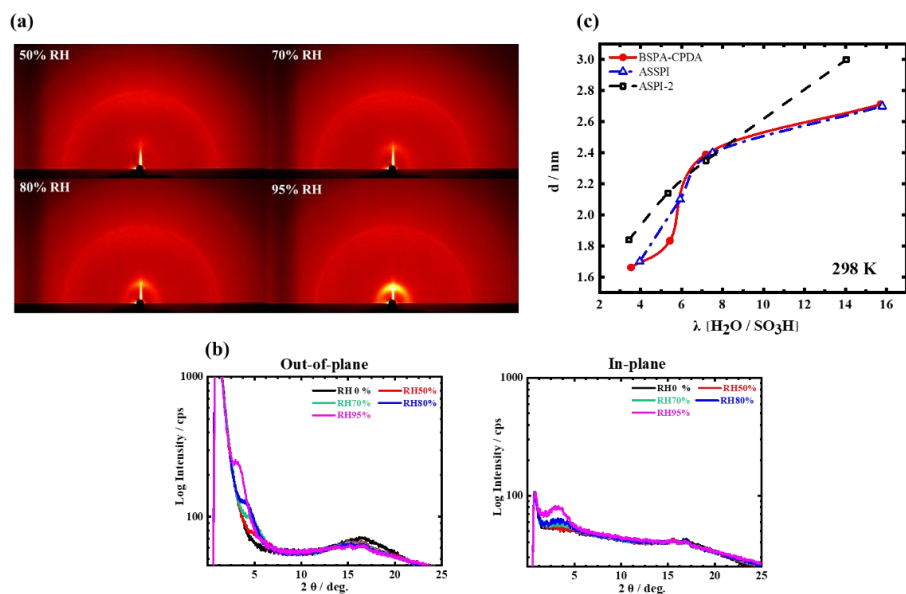 (a)
50% RH
70% RH
80% RH
95% RH
(c)
BSPA-CPDA
ASSPI
ASPI-2
3.0
2.8
2.6
2.4
2.2
2.0
1.8
1.6
d / nm
298 K
2 4 6 8 10 12 14 16
λ [H₂O / SO₃H]
(b)
Out-of-plane
1000
100
Log Intensity / cps
RH 0 % RH50%
RH70% RH80%
RH95%
5 10 15 20 25
2 θ / deg.
In-plane
1000
100
Log Intensity / cps
RH 0 % RH50%
RH70% RH80%
RH95%
5 10 15 20 25
2 θ / deg.